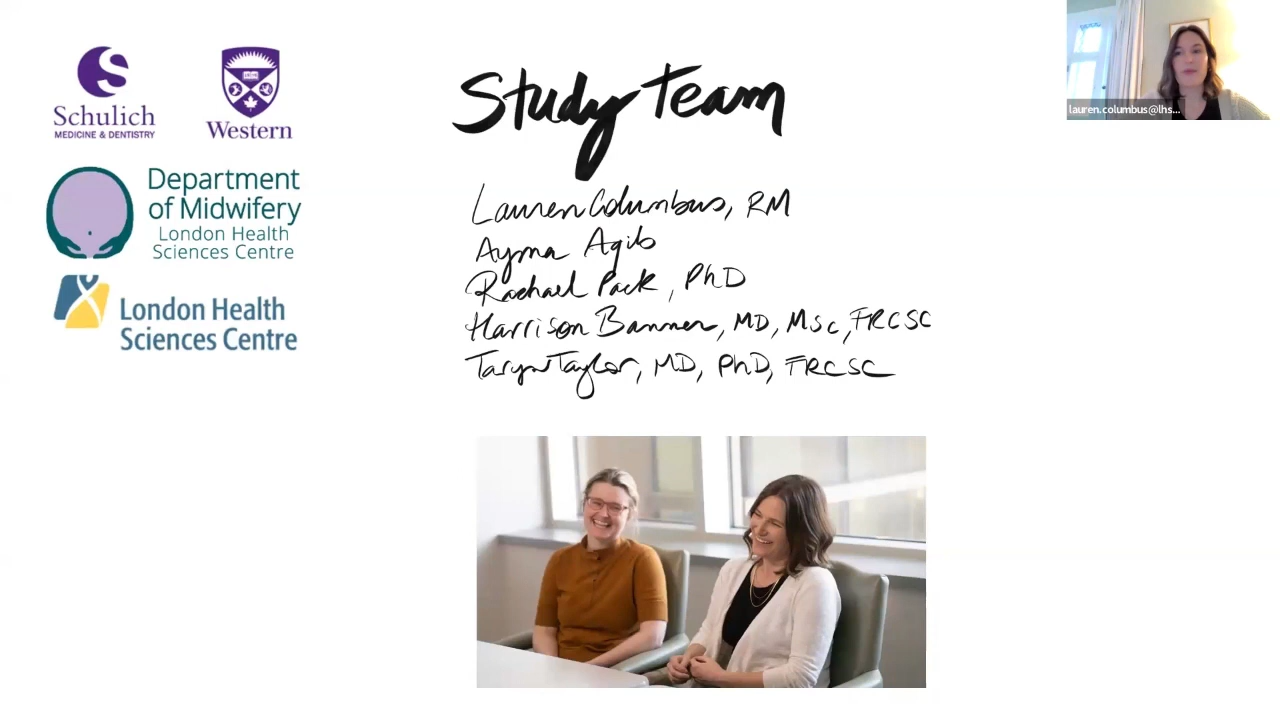 Schulich
MEDICINE & DENTISTRY
Western
Department
of Midwifery
London Health
Sciences Centre
London Health
Sciences Centre
Study Team
Lauren Columbus, RM
Ayma Agib
Rachael Pack, PhD
Harrison Banner, MD, MSc, FRCSC
Taryn Taylor, MD, PhD, FRCSC
lauren.columbus@lhs...